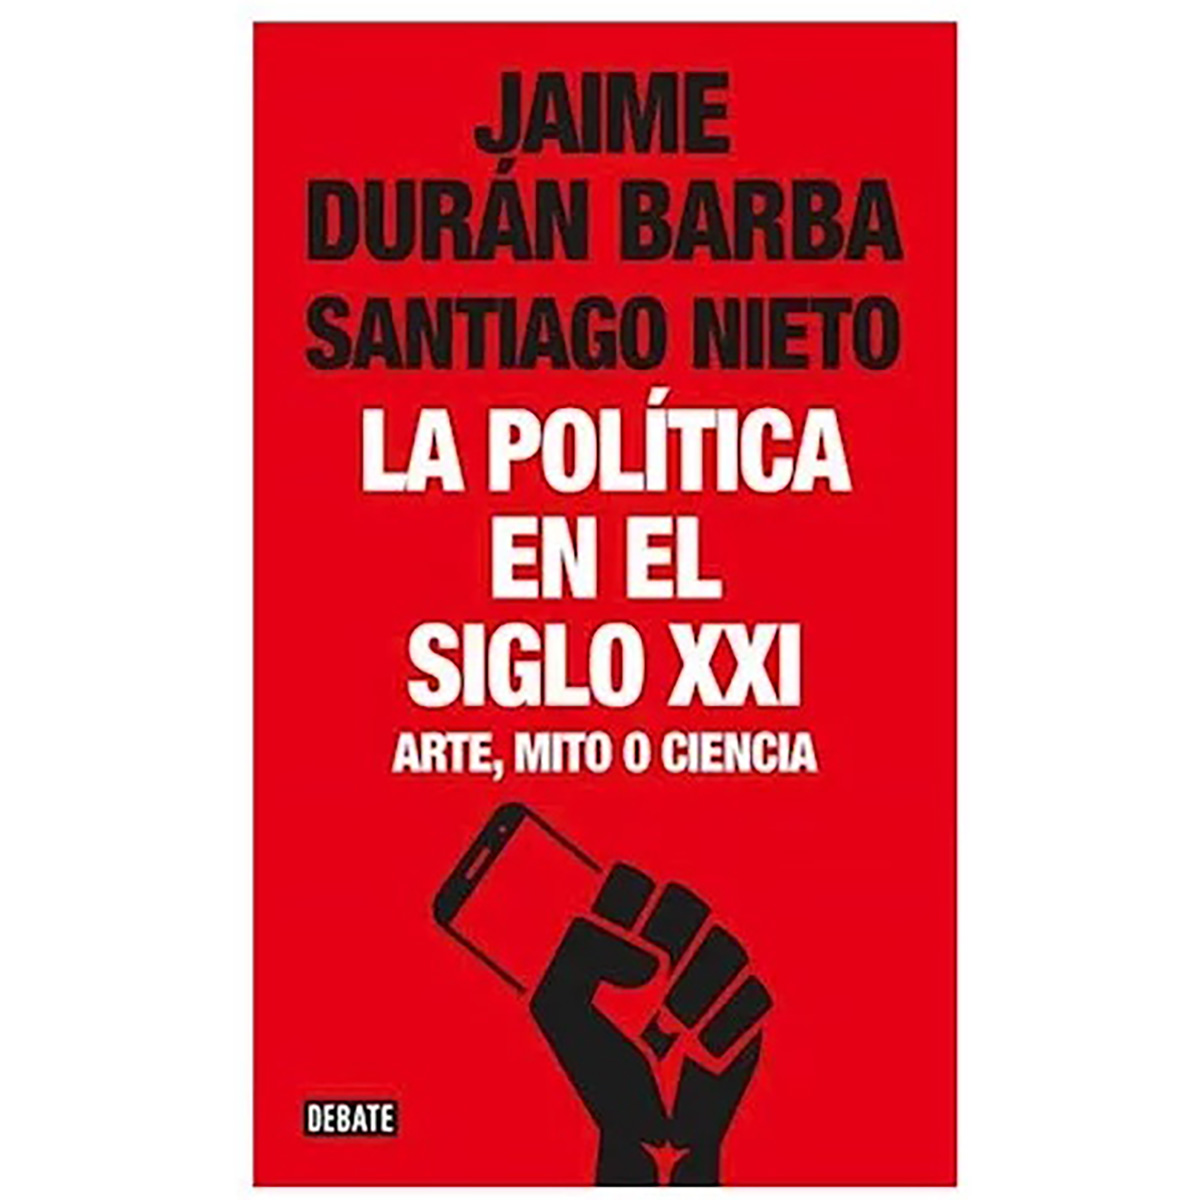 JAIME
DURÁN BARBA
SANTIAGO NIETO
LA POLÍTICA
EN EL
SIGLO XXI
ARTE, MITO O CIENCIA
DEBATE